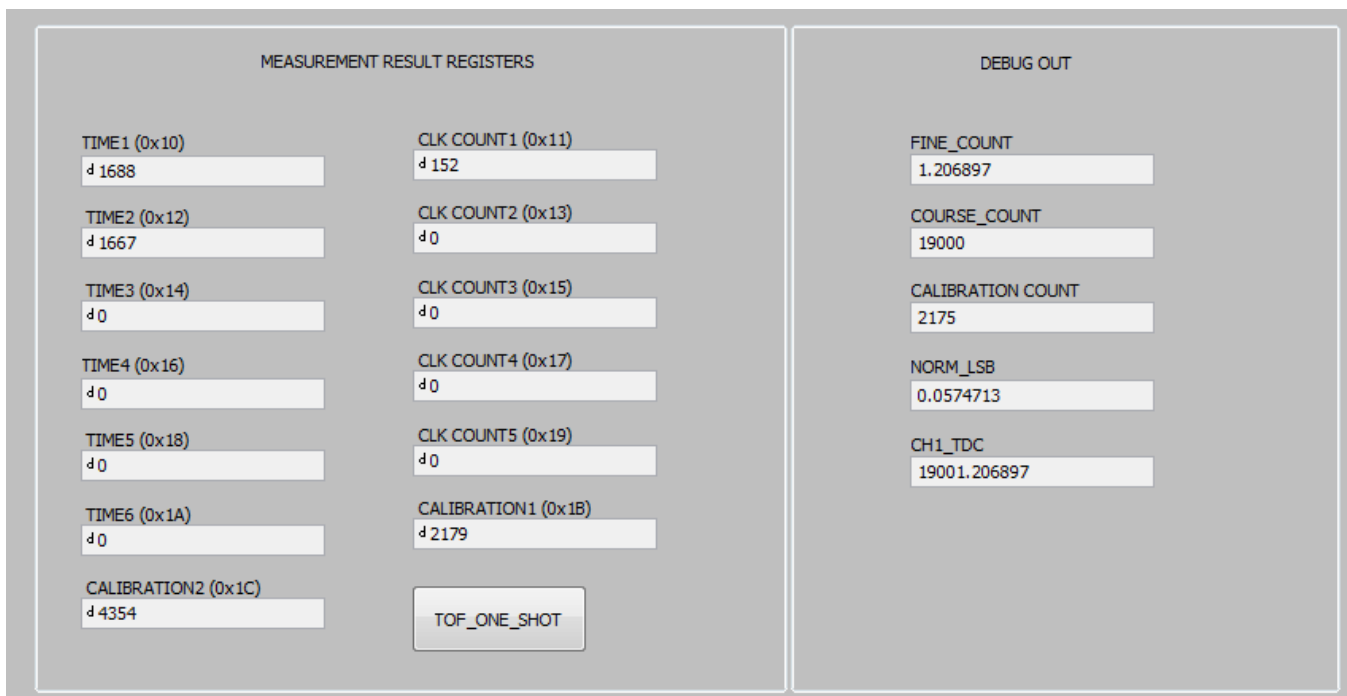 MEASUREMENT RESULT REGISTERS
TIME1 (0x10)
d 1688
CLK COUNT1 (0x11)
d 152
TIME2 (0x12)
d 1667
CLK COUNT2 (0x13)
d 0
TIME3 (0x14)
d 0
CLK COUNT3 (0x15)
d 0
TIME4 (0x16)
d 0
CLK COUNT4 (0x17)
d 0
TIME5 (0x18)
d 0
CLK COUNT5 (0x19)
d 0
TIME6 (0x1A)
d 0
CALIBRATION1 (0x1B)
d 2179
CALIBRATION2 (0x1C)
d 4354
TOF_ONE_SHOT
DEBUG OUT
FINE_COUNT
1.206897
COURSE_COUNT
19000
CALIBRATION COUNT
2175
NORM_LSB
0.0574713
CH1_TDC
19001.206897